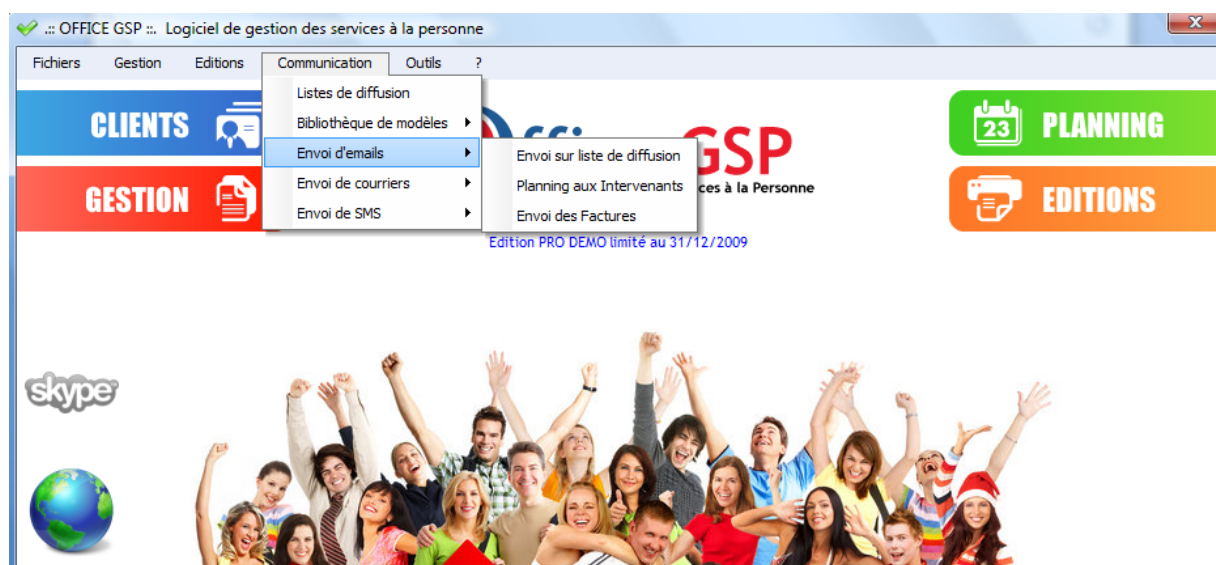 .:: OFFICE GSP ::. Logiciel de gestion des services à la personne
X
Fichiers Gestion Editions Communication Outils ?
Listes de diffusion
Bibliothèque de modèles
Envoi d'emails
Envoi de courriers
Envoi de SMS
Envoi sur liste de diffusion
Planning aux Intervenants
Envoi des Factures
CLIENTS
GESTION
GSP
ces à la Personne
Edition PRO DEMO limité au 31/12/2009
23 PLANNING
EDITIONS
skype